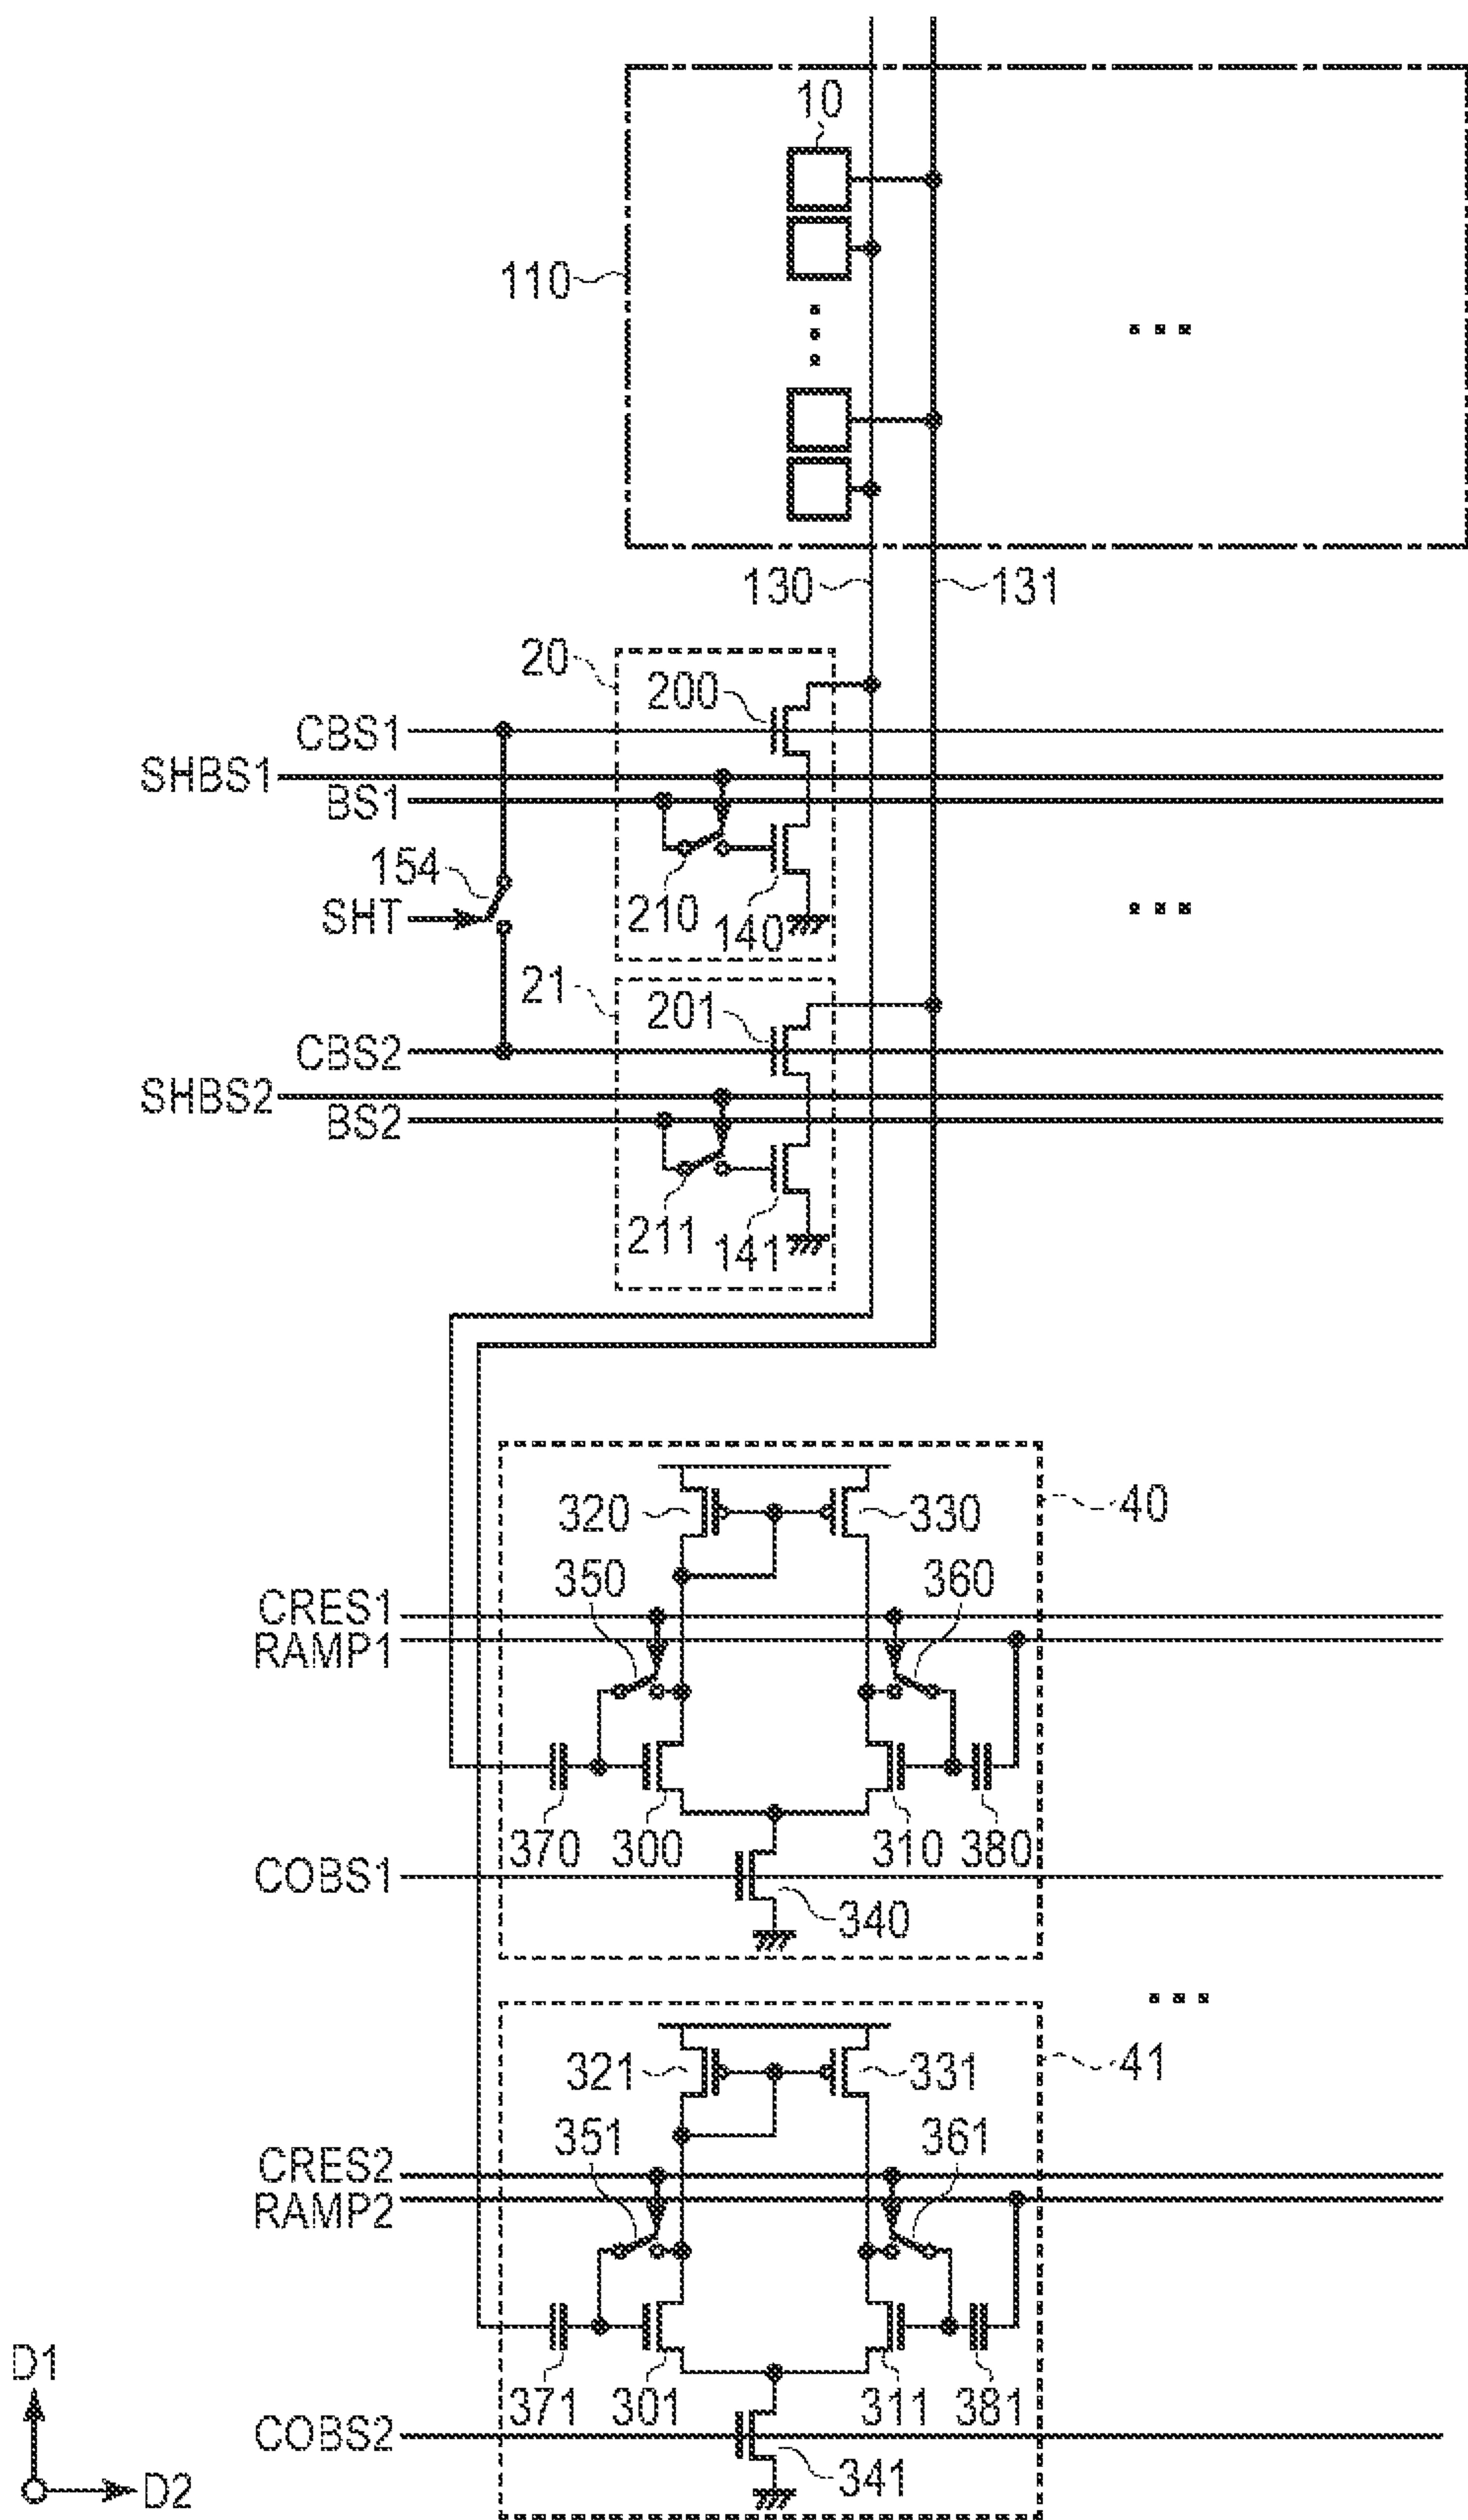 10
110
130 131
20
200
CBS1
SHBS1
BS1
154
SHT
210
140
21
201
CBS2
SHBS2
BS2
211
141
320 330 40
350 360
CRES1
RAMP1
370 300 310 380
COBS1
340
321 331 41
351 361
CRES2
RAMP2
371 301 311 381
COBS2
341
D1
D2